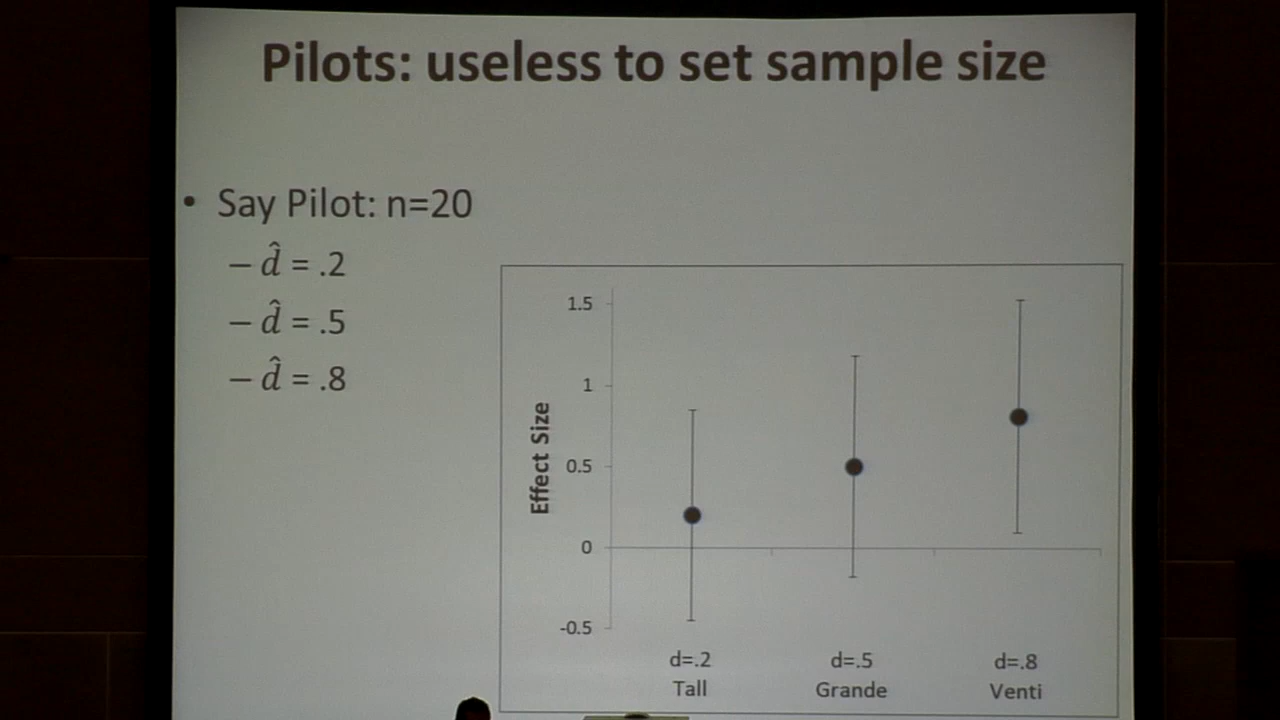 Pilots: useless to set sample size
• Say Pilot: n=20
– d̂ = .2
– d̂ = .5
– d̂ = .8
Effect Size
1.5
1
0.5
0
-0.5
d=.2
Tall
d=.5
Grande
d=.8
Venti